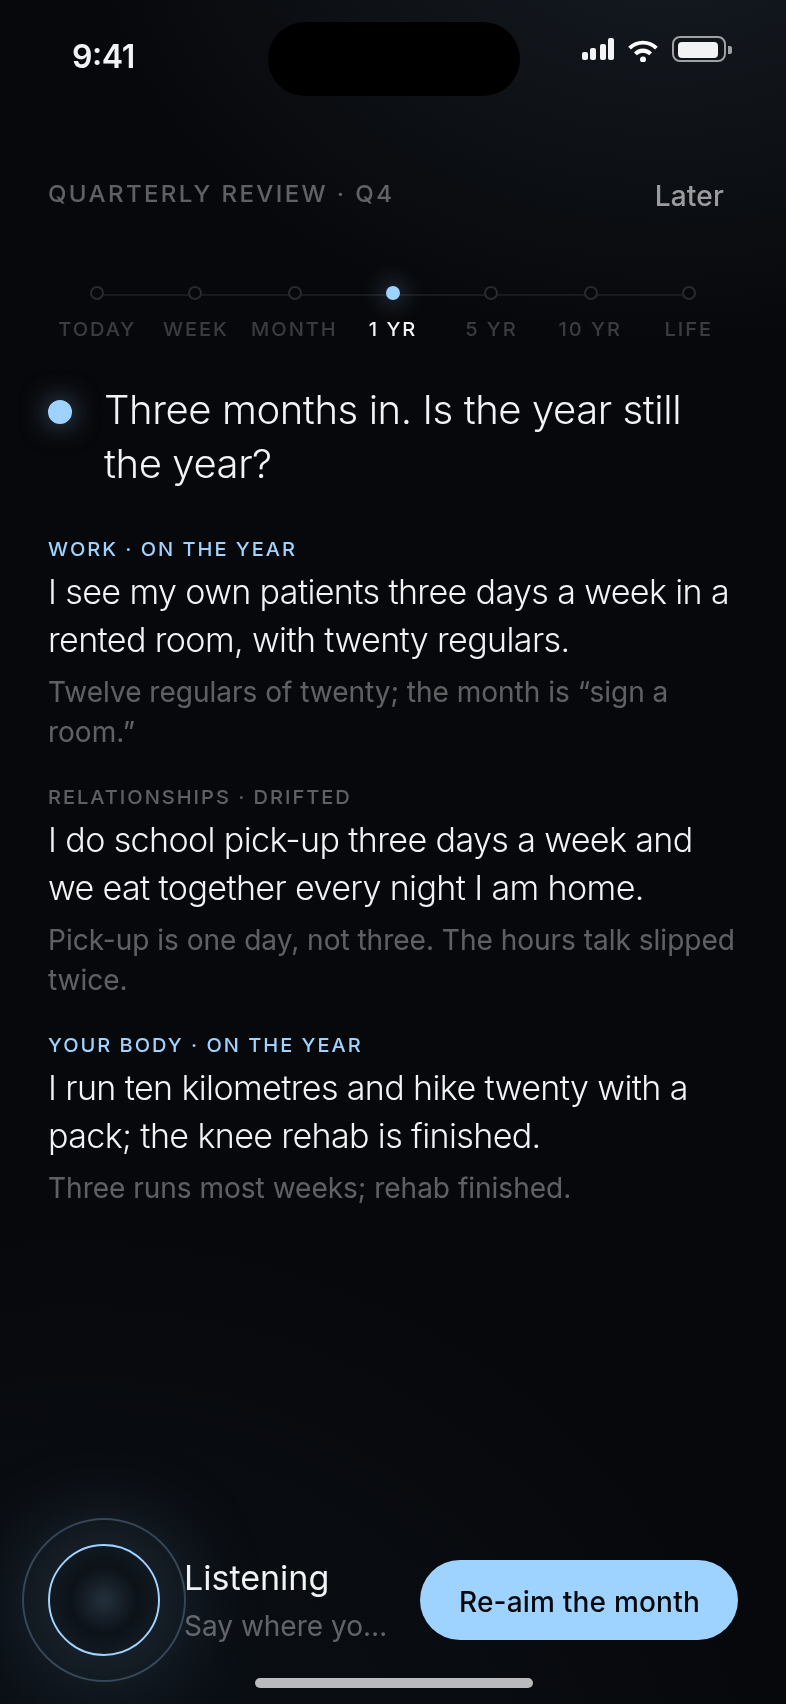 9:41
QUARTERLY REVIEW · Q4
Later
TODAY WEEK MONTH 1 YR 5 YR 10 YR LIFE
Three months in. Is the year still
the year?
WORK · ON THE YEAR
I see my own patients three days a week in a
rented room, with twenty regulars.
Twelve regulars of twenty; the month is “sign a
room.”
RELATIONSHIPS · DRIFTED
I do school pick-up three days a week and
we eat together every night I am home.
Pick-up is one day, not three. The hours talk slipped
twice.
YOUR BODY · ON THE YEAR
I run ten kilometres and hike twenty with a
pack; the knee rehab is finished.
Three runs most weeks; rehab finished.
Listening
Say where yo...
Re-aim the month